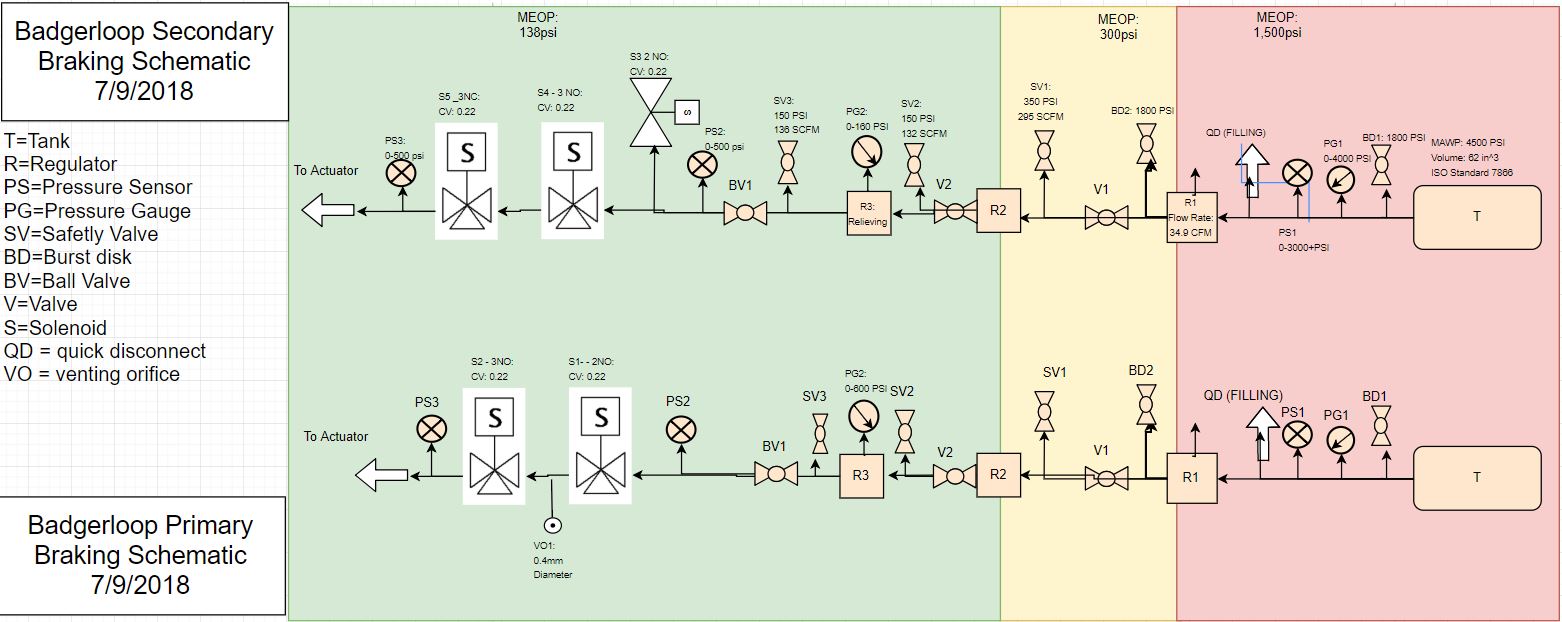 Badgerloop Secondary
Braking Schematic
7/9/2018
T=Tank
R=Regulator
PS=Pressure Sensor
PG=Pressure Gauge
SV=Safetly Valve
BD=Burst disk
BV=Ball Valve
V=Valve
S=Solenoid
QD = quick disconnect
VO = venting orifice
Badgerloop Primary
Braking Schematic
7/9/2018
MEOP:
138psi
MEOP:
300psi
MEOP:
1,500psi
To Actuator
PS3:
0-500 psi
S5 _3NC:
CV: 0.22
S
S4 - 3 NO:
CV: 0.22
S
S3 2 NO:
CV: 0.22
S
PS2:
0-500 psi
BV1
SV3:
150 PSI
136 SCFM
PG2:
0-160 PSI
R3:
Relieving
SV2:
150 PSI
132 SCFM
V2
R2
SV1:
350 PSI
295 SCFM
V1
BD2: 1800 PSI
R1
Flow Rate:
34.9 CFM
QD (FILLING)
PS1
0-3000+PSI
PG1
0-4000 PSI
BD1: 1800 PSI
MAWP: 4500 PSI
Volume: 62 in^3
ISO Standard 7866
T
To Actuator
PS3
S2 - 3NO:
CV: 0.22
S
VO1:
0.4mm
Diameter
S1- - 2NO:
CV: 0.22
S
PS2
BV1
SV3
PG2:
0-600 PSI
R3
SV2
V2
R2
SV1
V1
BD2
R1
QD (FILLING)
PS1
PG1
BD1
T